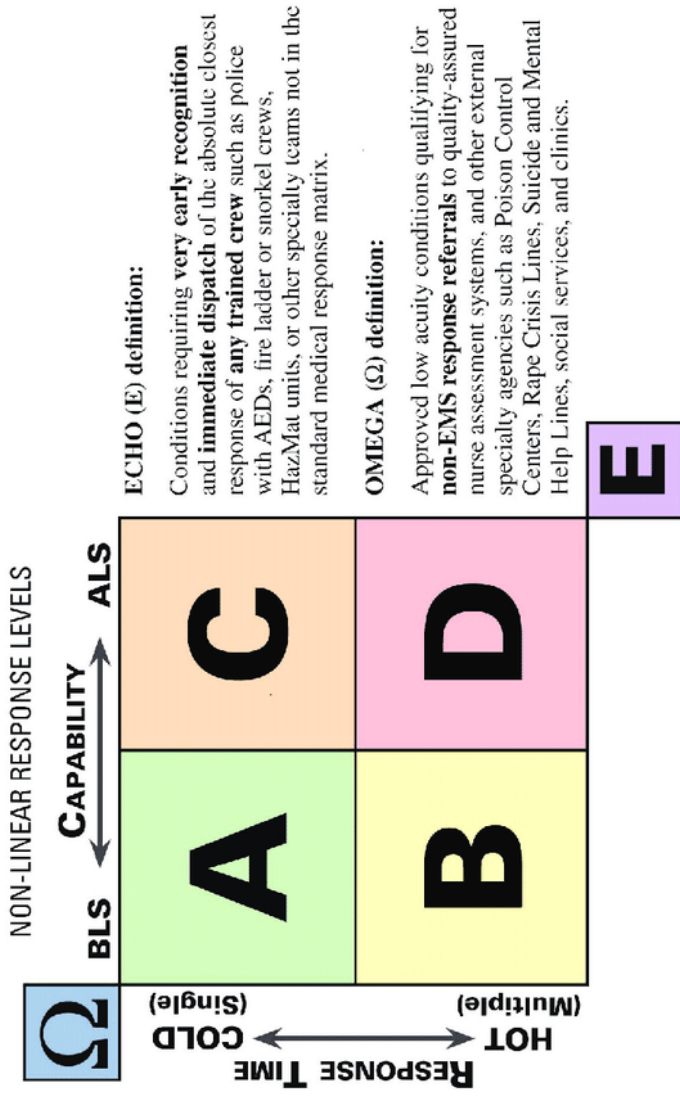 NON-LINEAR RESPONSE LEVELS
Ω
CAPABILITY
BLS
ALS
RESPONSE TIME
COLD
(Single)
HOT
(Multiple)
A
C
B
D
E
ECHO (E) definition:
Conditions requiring very early recognition
and immediate dispatch of the absolute closest
response of any trained crew such as police
with AEDs, fire ladder or snorkel crews,
HazMat units, or other specialty teams not in the
standard medical response matrix.
OMEGA (Ω) definition:
Approved low acuity conditions qualifying for
non-EMS response referrals to quality-assured
nurse assessment systems, and other external
specialty agencies such as Poison Control
Centers, Rape Crisis Lines, Suicide and Mental
Help Lines, social services, and clinics.